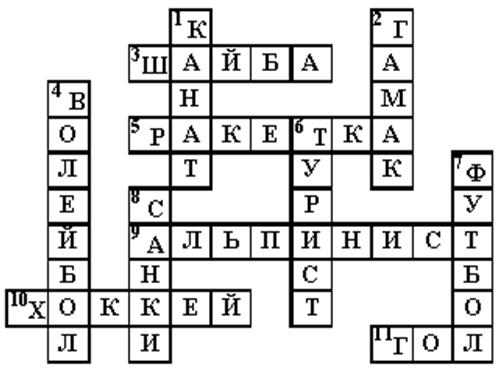 1К 2Г
3Ш А Й Б А А
4В Н М
О 5Р А К Е 6Т К А
Л Т У К 7Ф
Е 8С Р У
Й 9А Л Ь П И Н И С Т
Б Н С Б
10Х О К К Е Й Т О
Л И 11Г О Л